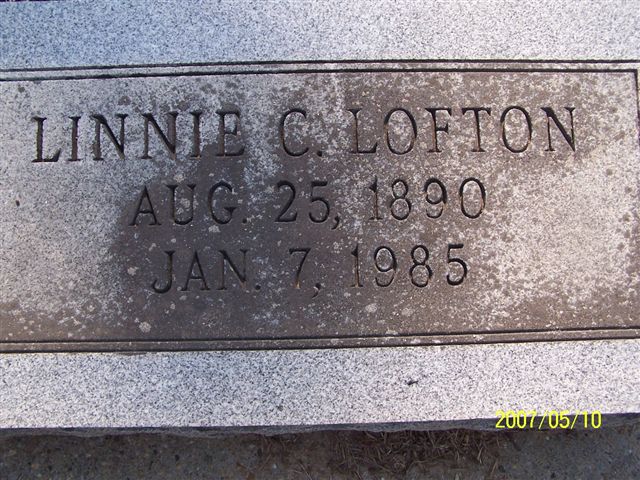 LINNIE C. LOFTON
AUG. 25, 1890
JAN. 7, 1985
2007/05/10